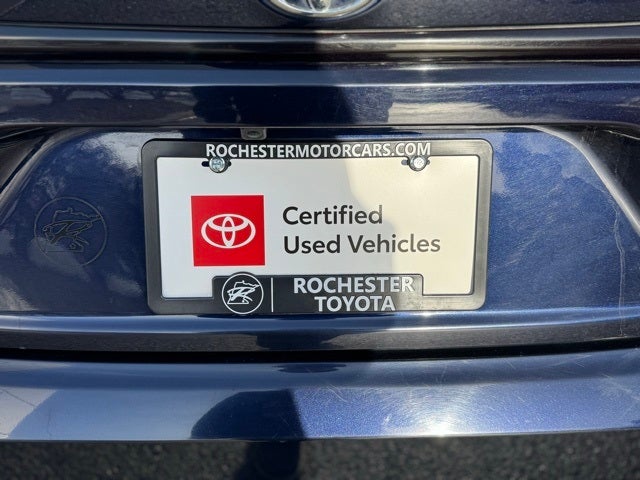 ROCHESTERMOTORCARS.COM
Certified
Used Vehicles
ROCHESTER
TOYOTA